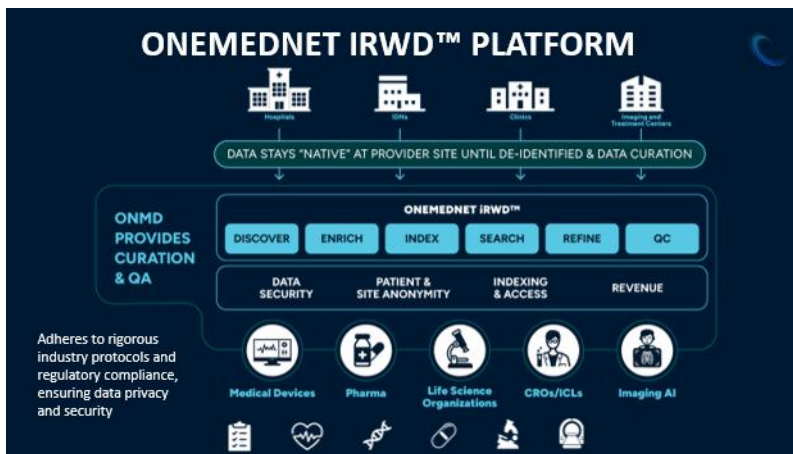 ONEMEDNET IRWD™ PLATFORM
Hospitals
IDNs
Clinics
Imaging and
Treatment Centers
DATA STAYS "NATIVE" AT PROVIDER SITE UNTIL DE-IDENTIFIED & DATA CURATION
ONMD
PROVIDES
CURATION
& QA
ONEMEDNET iRWD™
DISCOVER
ENRICH
INDEX
SEARCH
REFINE
QC
DATA
SECURITY
PATIENT &
SITE ANONYMITY
INDEXING
& ACCESS
REVENUE
Adheres to rigorous
industry protocols and
regulatory compliance,
ensuring data privacy
and security
Medical Devices
Pharma
Life Science
Organizations
CROs/ICLs
Imaging AI